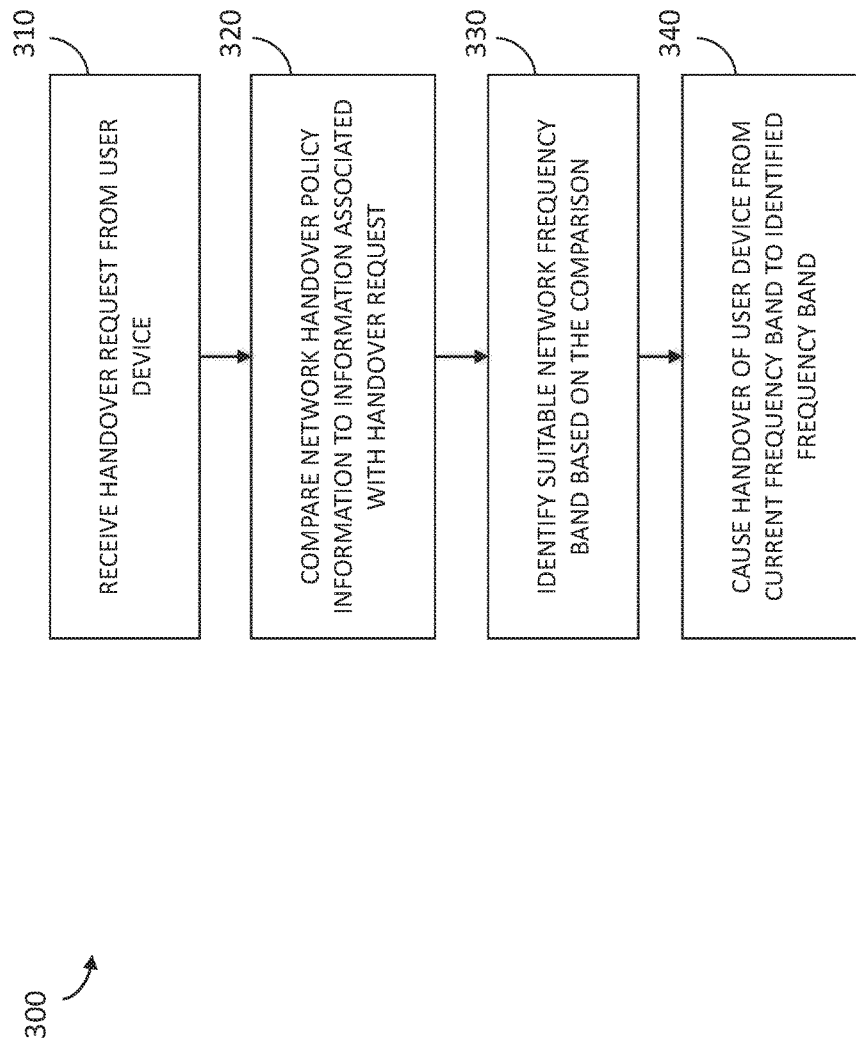 300
310
RECEIVE HANDOVER REQUEST FROM USER
DEVICE
320
COMPARE NETWORK HANDOVER POLICY
INFORMATION TO INFORMATION ASSOCIATED
WITH HANDOVER REQUEST
330
IDENTIFY SUITABLE NETWORK FREQUENCY
BAND BASED ON THE COMPARISON
340
CAUSE HANDOVER OF USER DEVICE FROM
CURRENT FREQUENCY BAND TO IDENTIFIED
FREQUENCY BAND